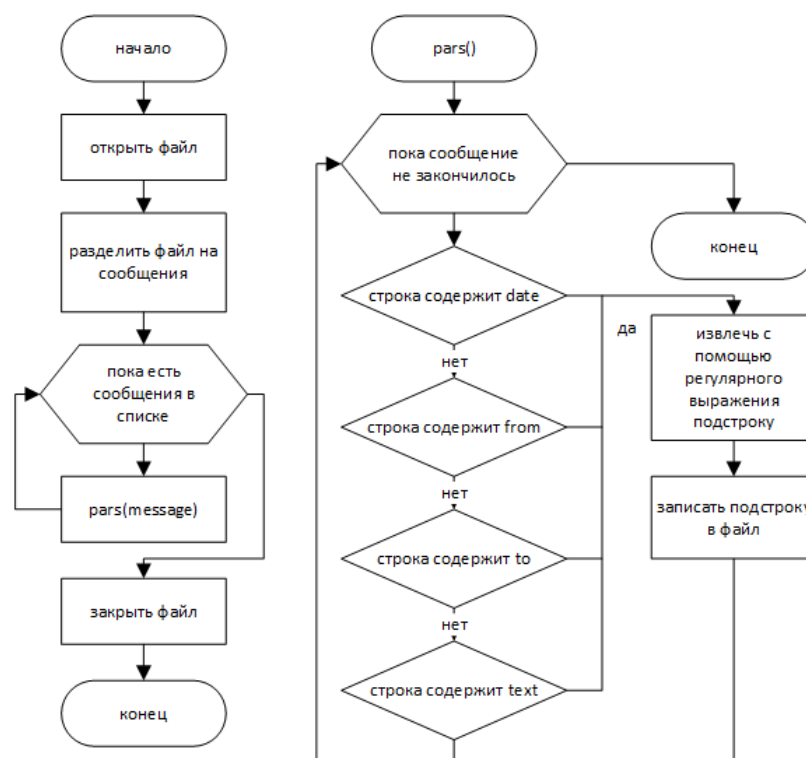 начало
открыть файл
разделить файл на
сообщения
пока есть
сообщения в
списке
pars(message)
закрыть файл
конец
pars()
пока сообщение
не закончилось
конец
строка содержит date
да
нет
извлечь с
помощью
регулярного
выражения
подстроку
строка содержит from
нет
записать подстроку
в файл
строка содержит to
нет
строка содержит text